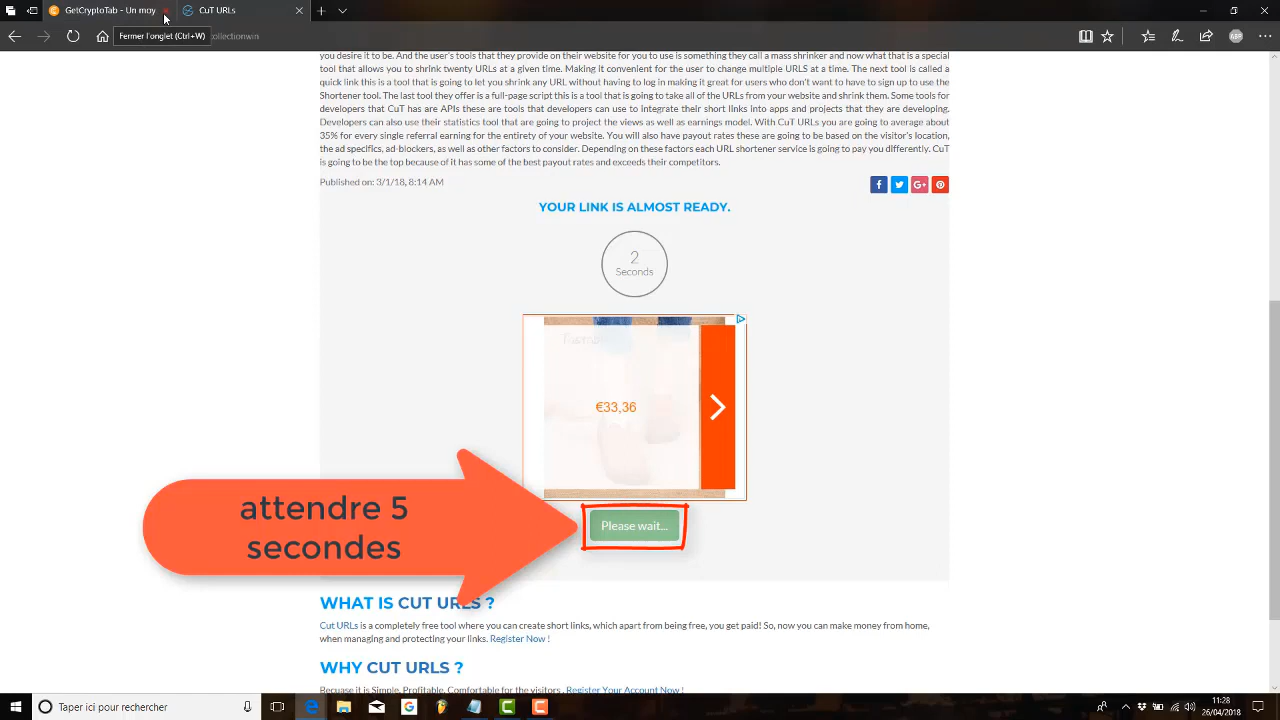 GetCryptoTab - Un moy
CUT URLs
Fermer l'onglet (Ctrl+W)
collectionwin
you desire it to be. And the user's tools that they provide on their website for you to use is something they call a mass shrinker and now what that is a special
tool that allows you to shrink twenty URLs at a given time. Making it convenient for the user to change multiple URLS at a time. The next tool is called a
quick link this is a tool that is going to let you shrink any URL without having to log in making it great for users who don't want to have to sign up to use the
Shortener tool. The last tool they offer is a full-page script this is a tool that is going to take all of the URLs from your website and shrink them. Some tools for
developers that CuT has are APIs these are tools that developers can use to integrate their short links into apps and projects that they are developing.
Developers can also use their statistics tool that are going to project the views as well as earnings model. With CuT URLs you are going to average about
35% for every single referral earning for the entirety of your website. You will also have payout rates these are going to be based on the visitor's location,
the ad specifics, ad-blockers, as well as other factors to consider. Depending on these factors each URL shortener service is going to pay you differently. CuT
is going to be the top because of it has some of the best payout rates and exceeds their competitors.
Published on: 3/1/18, 8:14 AM
YOUR LINK IS ALMOST READY.
2
Seconds
€33,36
attendre 5
secondes
Please wait...
WHAT IS CUT URLS ?
Cut URLs is a completely free tool where you can create short links, which apart from being free, you get paid! So, now you can make money from home,
when managing and protecting your links. Register Now !
WHY CUT URLS ?
Becuase it is Simple, Profitable, Comfortable for the visitors . Register Your Account Now !
Taper ici pour rechercher
11:28
26/04/2018